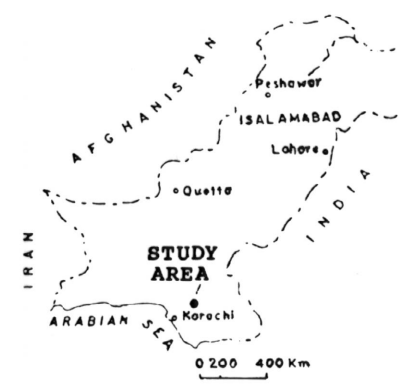 AFGHANISTAN
Peshawar
ISALAMABAD
Lahore
Quetta
INDIA
IRAN
STUDY
AREA
Karachi
ARABIAN SEA
0 200 400 Km